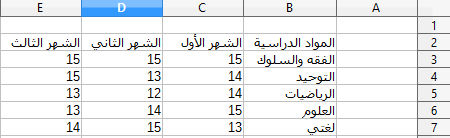 A B C D E
1
2 المواد الدراسية الشهر الأول الشهر الثاني الشهر الثالث
3 الفقه والسلوك 15 15 15
4 التوحيد 14 13 15
5 الرياضيات 14 12 13
6 العلوم 15 14 13
7 لغتي 13 15 14